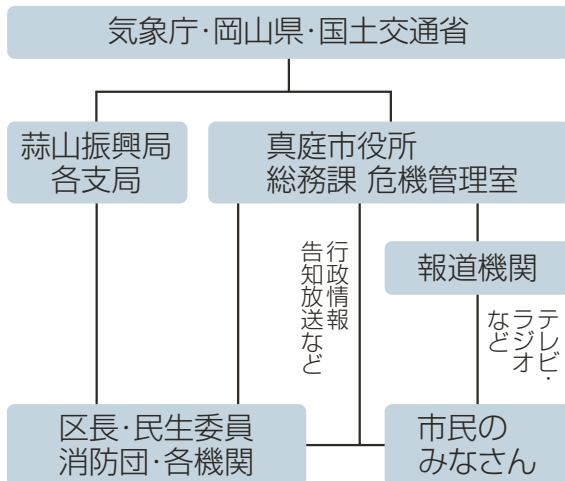 気象庁・岡山県・国土交通省
蒜山振興局
各支局
真庭市役所
総務課 危機管理室
行政情報
告知放送など
報道機関
テレビ・
ラジオ
など
区長・民生委員
消防団・各機関
市民の
みなさん